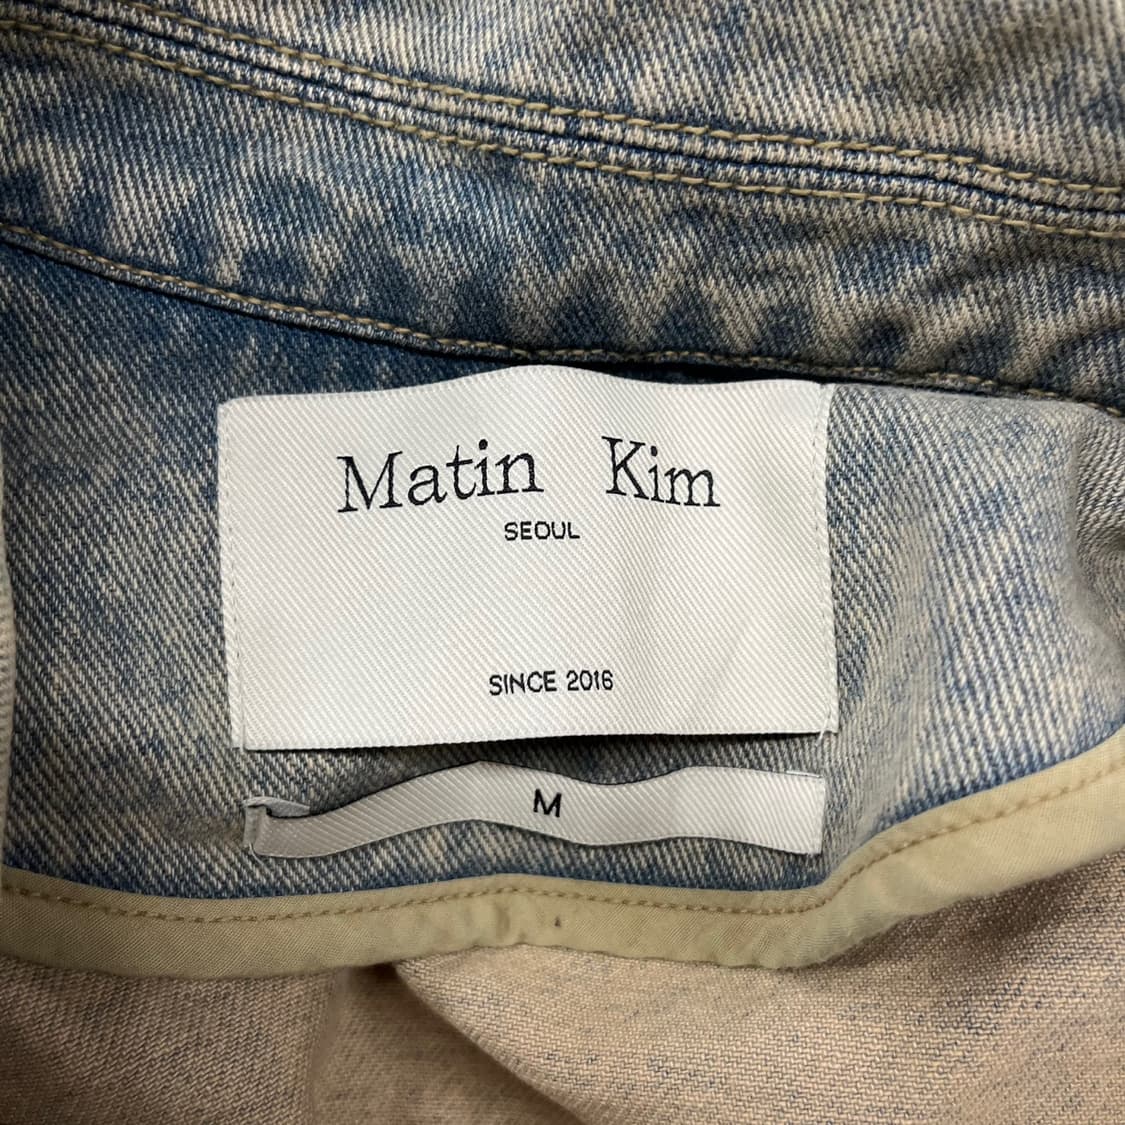 Matin Kim
SEOUL
SINCE 2016
M